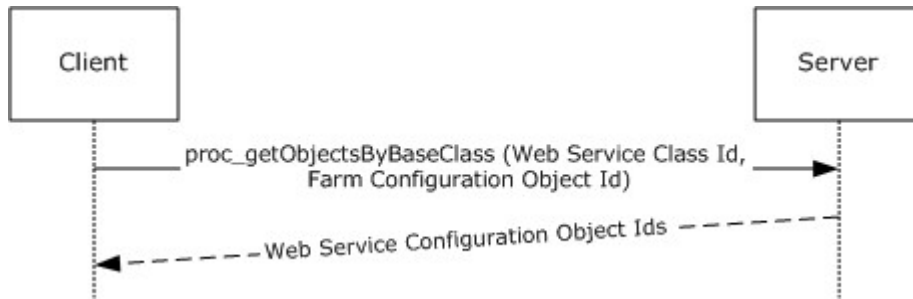 Client
Server
proc_getObjectsByBaseClass (Web Service Class Id,
Farm Configuration Object Id)
Web Service Configuration Object Ids